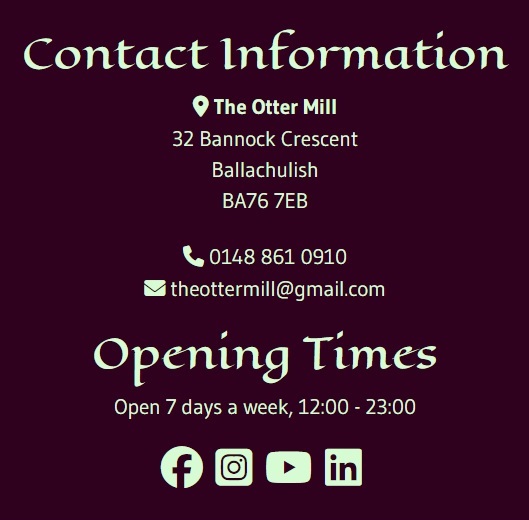 Contact Information
The Otter Mill
32 Bannock Crescent
Ballachulish
BA76 7EB
0148 861 0910
theottermill@gmail.com
Opening Times
Open 7 days a week, 12:00 - 23:00